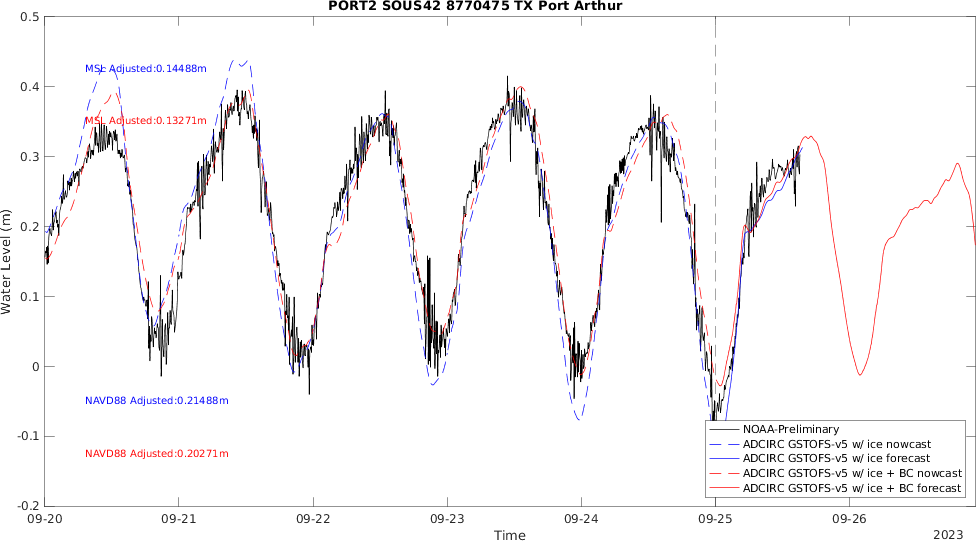 PORT2 SOUS42 8770475 TX Port Arthur
0.5
0.4
0.3
0.2
0.1
0
-0.1
-0.2
Water Level (m)
MSL Adjusted:0.14488m
MSL Adjusted:0.13271m
NAVD88 Adjusted:0.21488m
NAVD88 Adjusted:0.20271m
NOAA-Preliminary
ADCIRC GSTOFS-v5 w/ ice nowcast
ADCIRC GSTOFS-v5 w/ ice forecast
ADCIRC GSTOFS-v5 w/ ice + BC nowcast
ADCIRC GSTOFS-v5 w/ ice + BC forecast
09-20 09-21 09-22 09-23 09-24 09-25 09-26
Time
2023